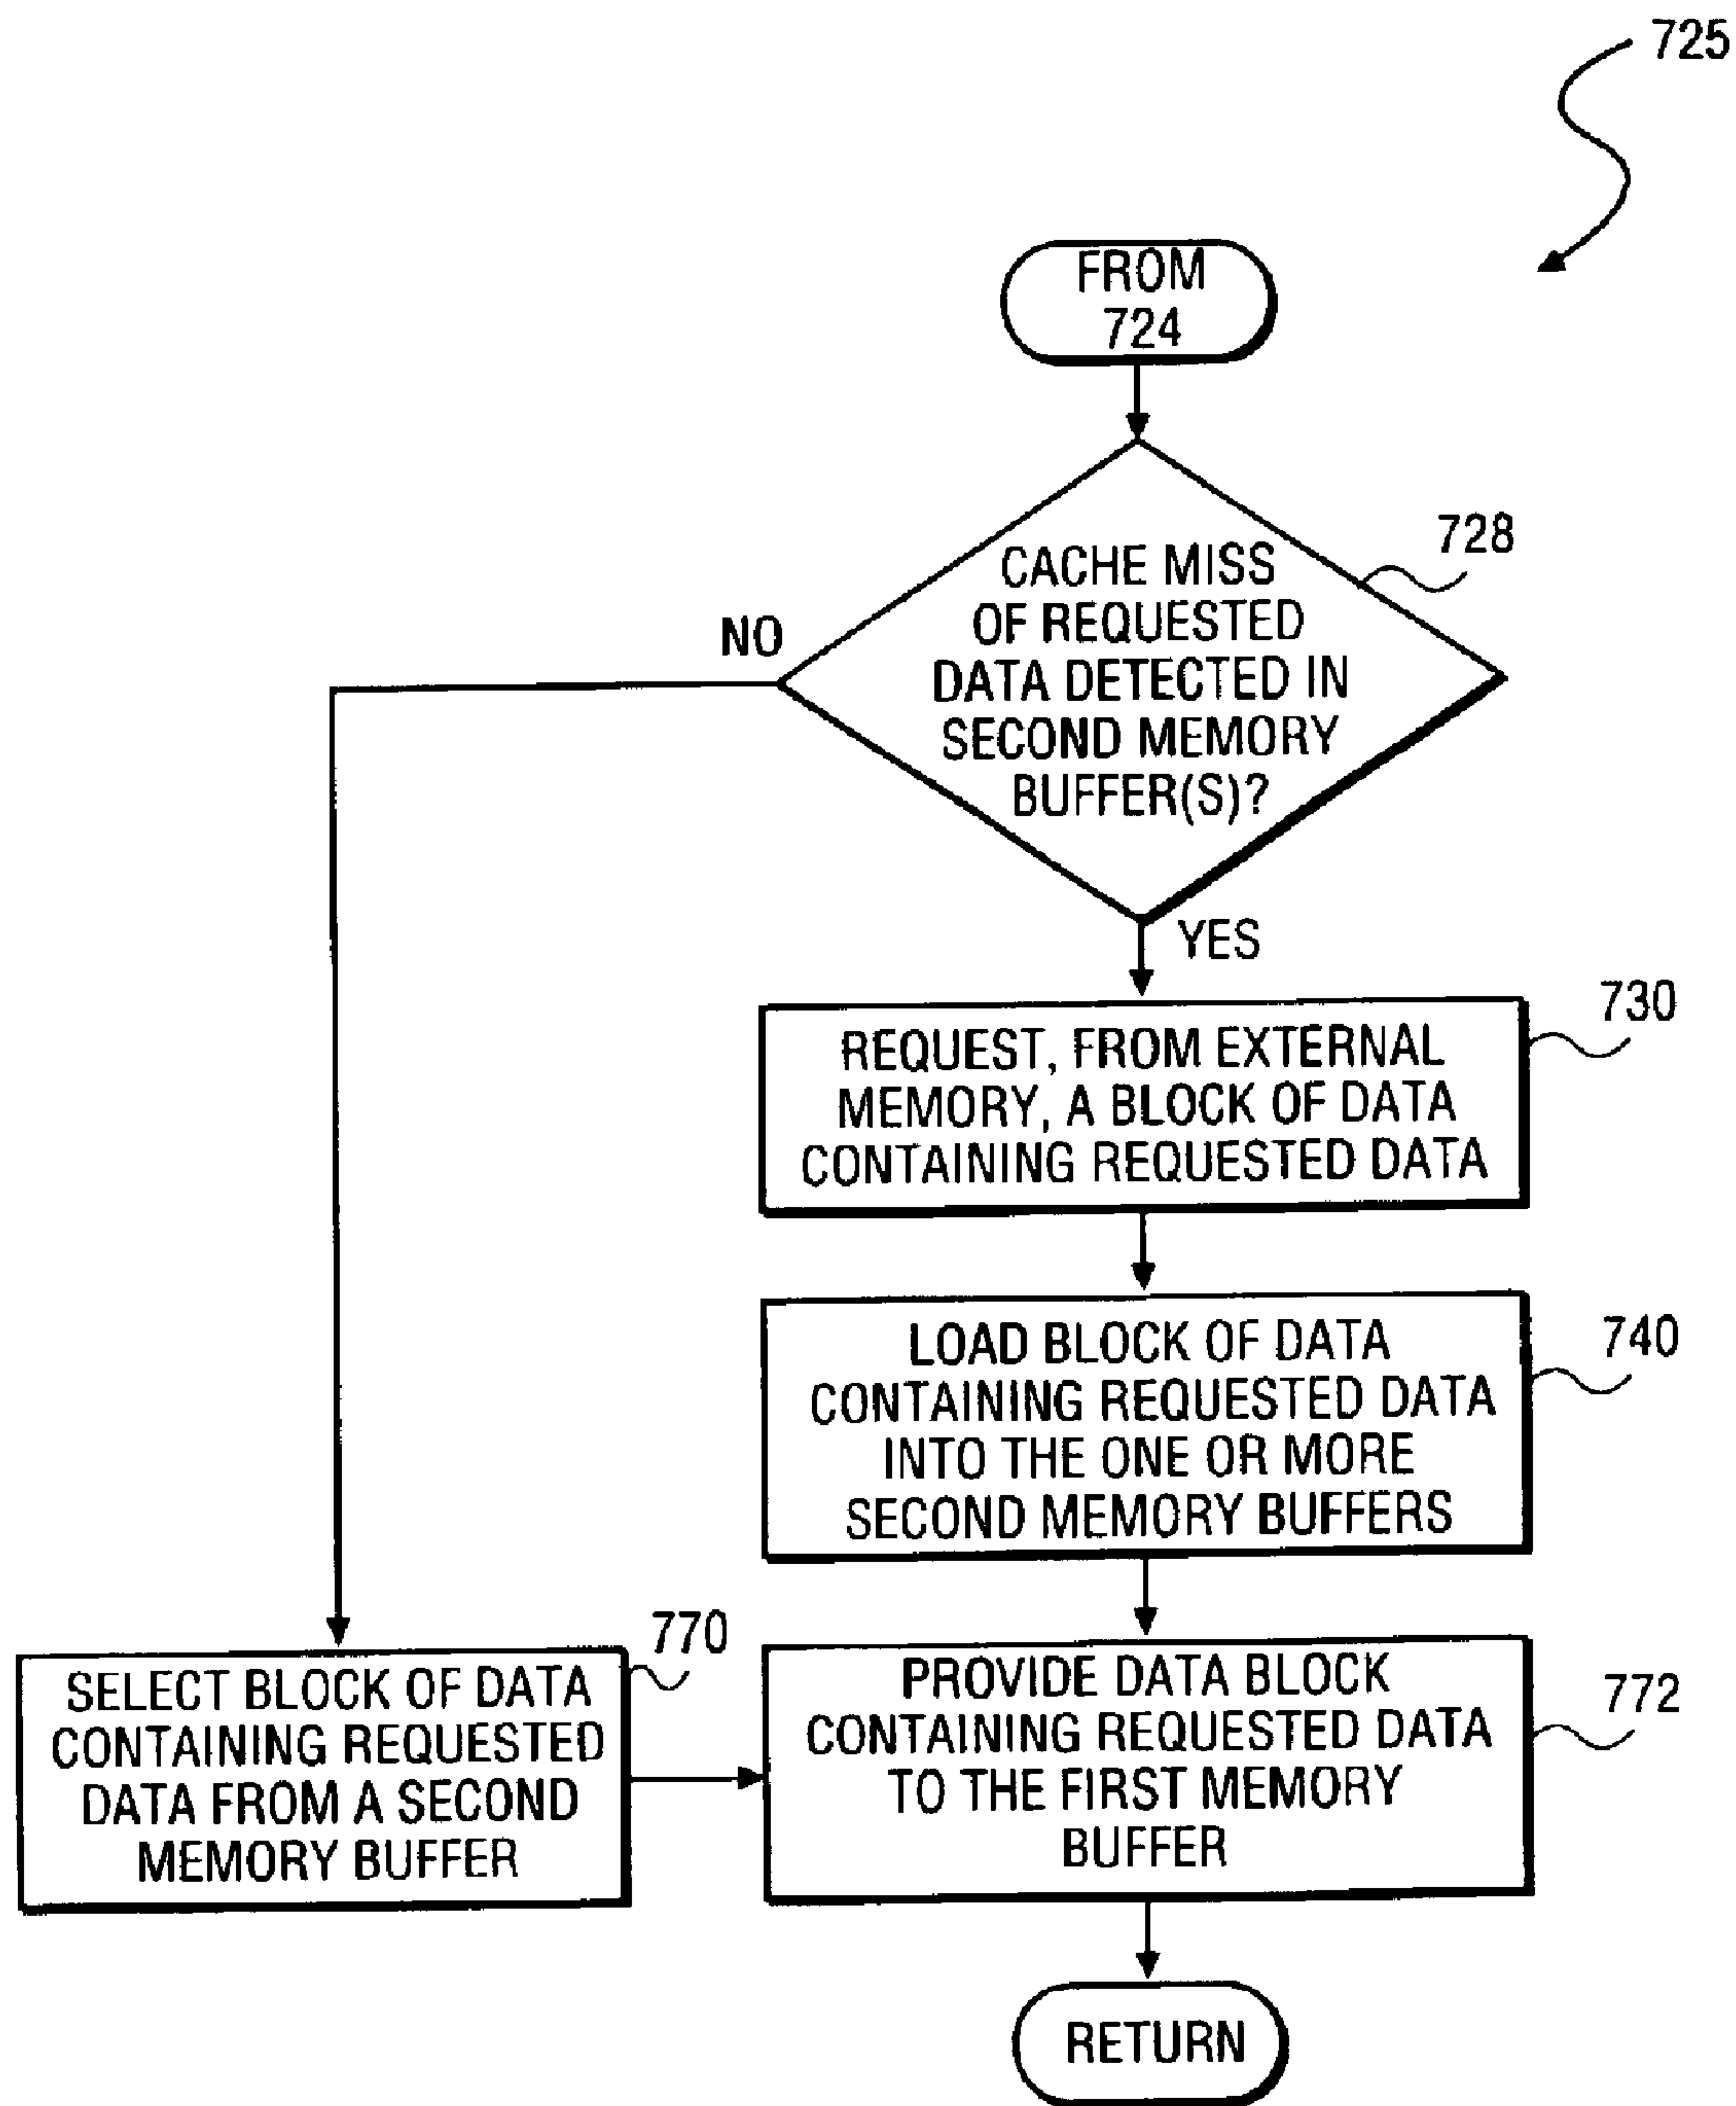 725
FROM
724
CACHE MISS
OF REQUESTED
DATA DETECTED IN
SECOND MEMORY
BUFFER(S)?
728
NO
YES
REQUEST, FROM EXTERNAL
MEMORY, A BLOCK OF DATA
CONTAINING REQUESTED DATA
730
LOAD BLOCK OF DATA
CONTAINING REQUESTED DATA
INTO THE ONE OR MORE
SECOND MEMORY BUFFERS
740
SELECT BLOCK OF DATA
CONTAINING REQUESTED
DATA FROM A SECOND
MEMORY BUFFER
770
PROVIDE DATA BLOCK
CONTAINING REQUESTED DATA
TO THE FIRST MEMORY
BUFFER
772
RETURN